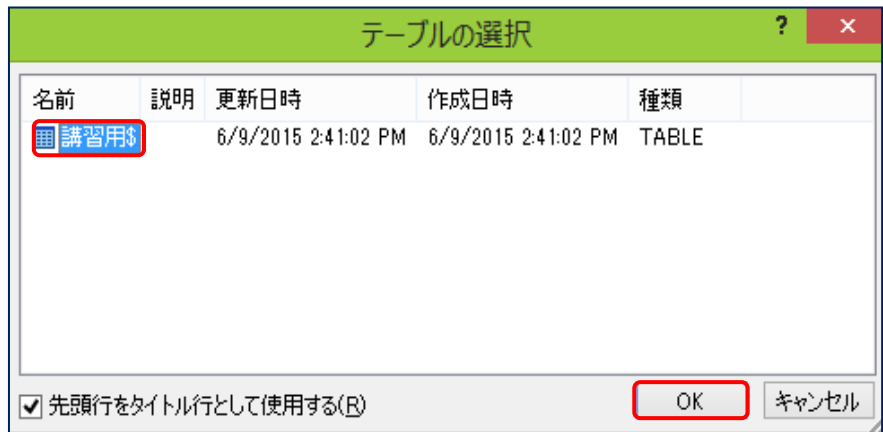 テーブルの選択 ? ×
名前 説明 更新日時 作成日時 種類
講習用$ 6/9/2015 2:41:02 PM 6/9/2015 2:41:02 PM TABLE
先頭行をタイトル行として使用する(R) OK キャンセル